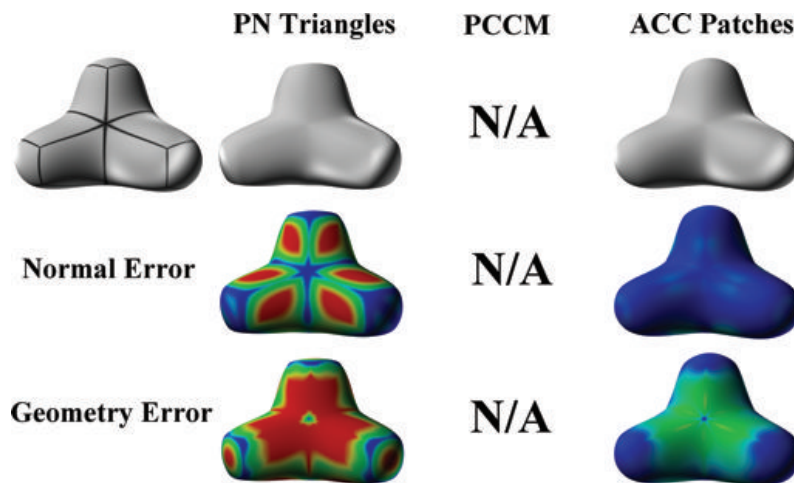 PN Triangles PCCM ACC Patches
N/A
Normal Error N/A
Geometry Error N/A